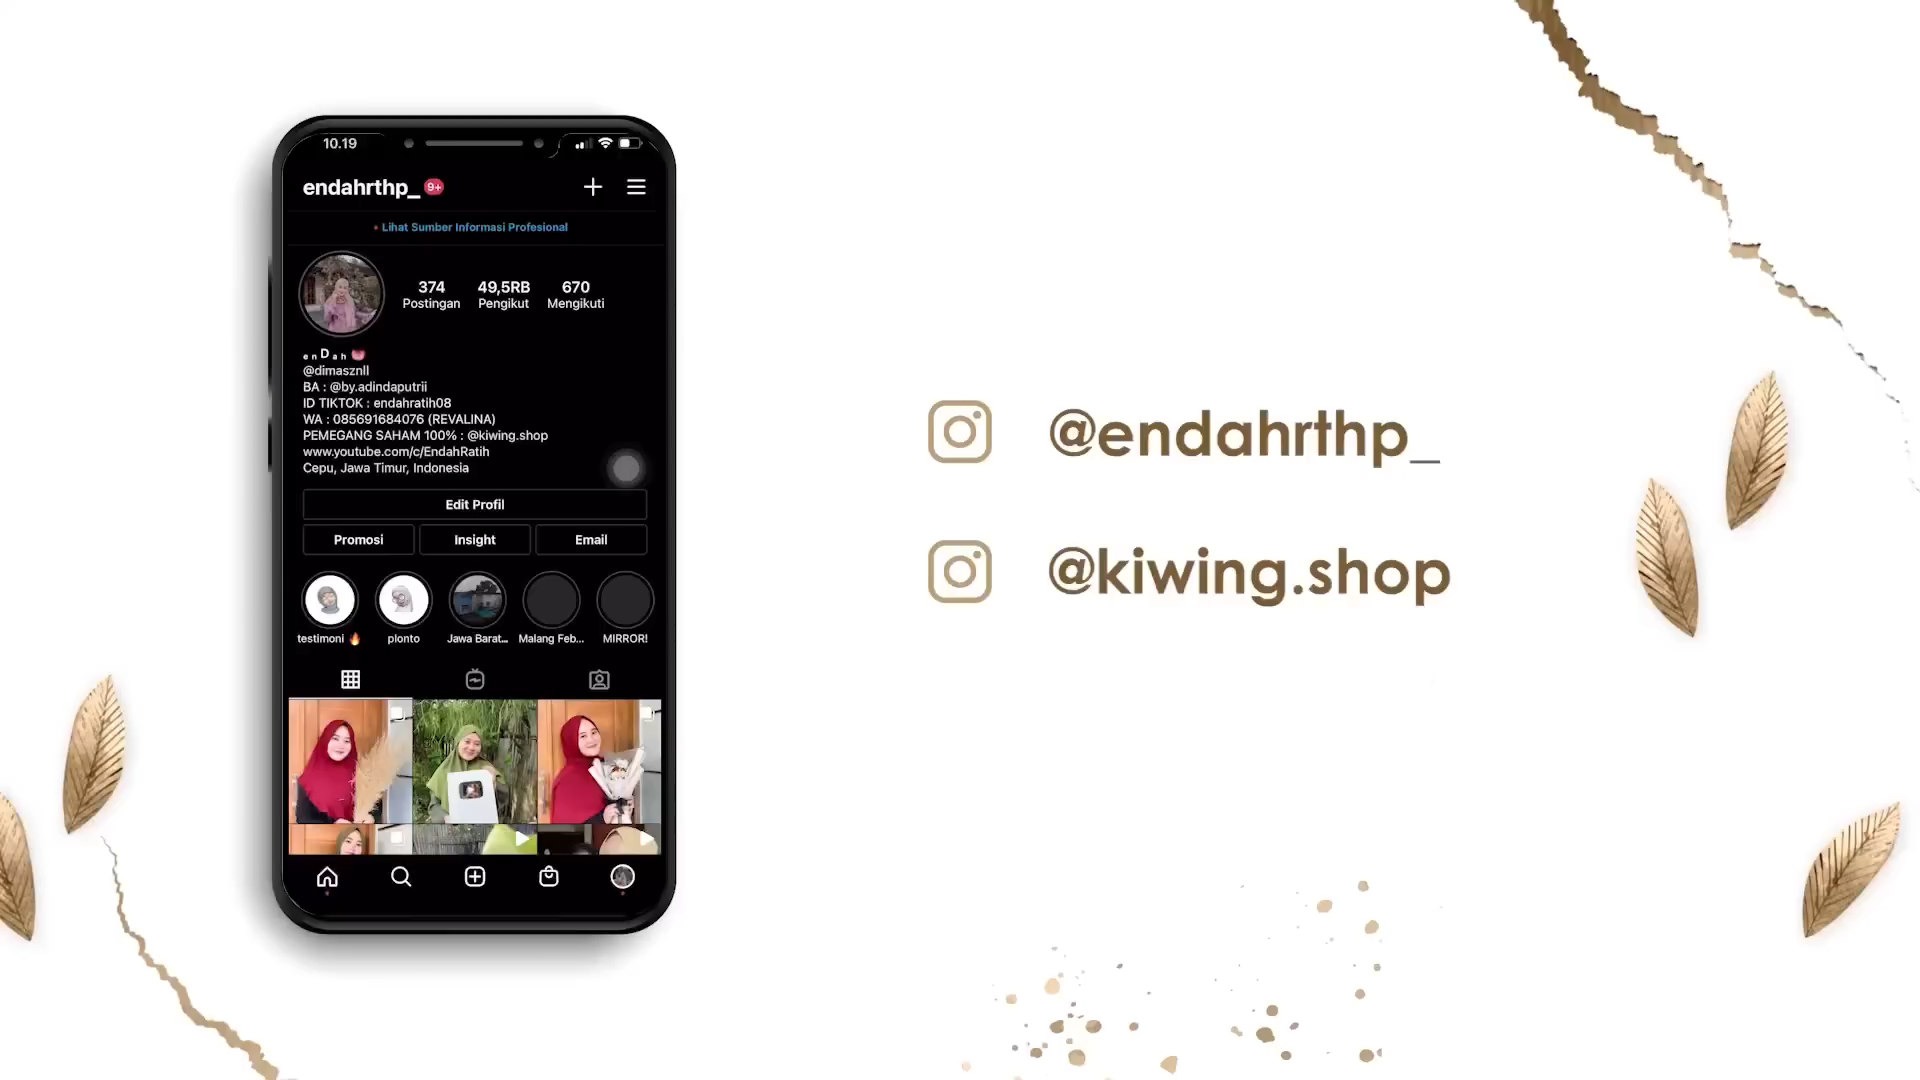 10.19
endahrthp_ 9+
• Lihat Sumber Informasi Profesional
374 49,5RB 670
Postingan Pengikut Mengikuti
ₑₙDₐₕ 👅
@dimasznll
BA : @by.adindaputrii
ID TIKTOK : endahratih08
WA : 085691684076 (REVALINA)
PEMEGANG SAHAM 100% : @kiwing.shop
www.youtube.com/c/EndahRatih
Cepu, Jawa Timur, Indonesia
Edit Profil
Promosi Insight Email
testimoni 🔥 plonto Jawa Barat... Malang Feb... MIRROR!
@endahrthp_
@kiwing.shop